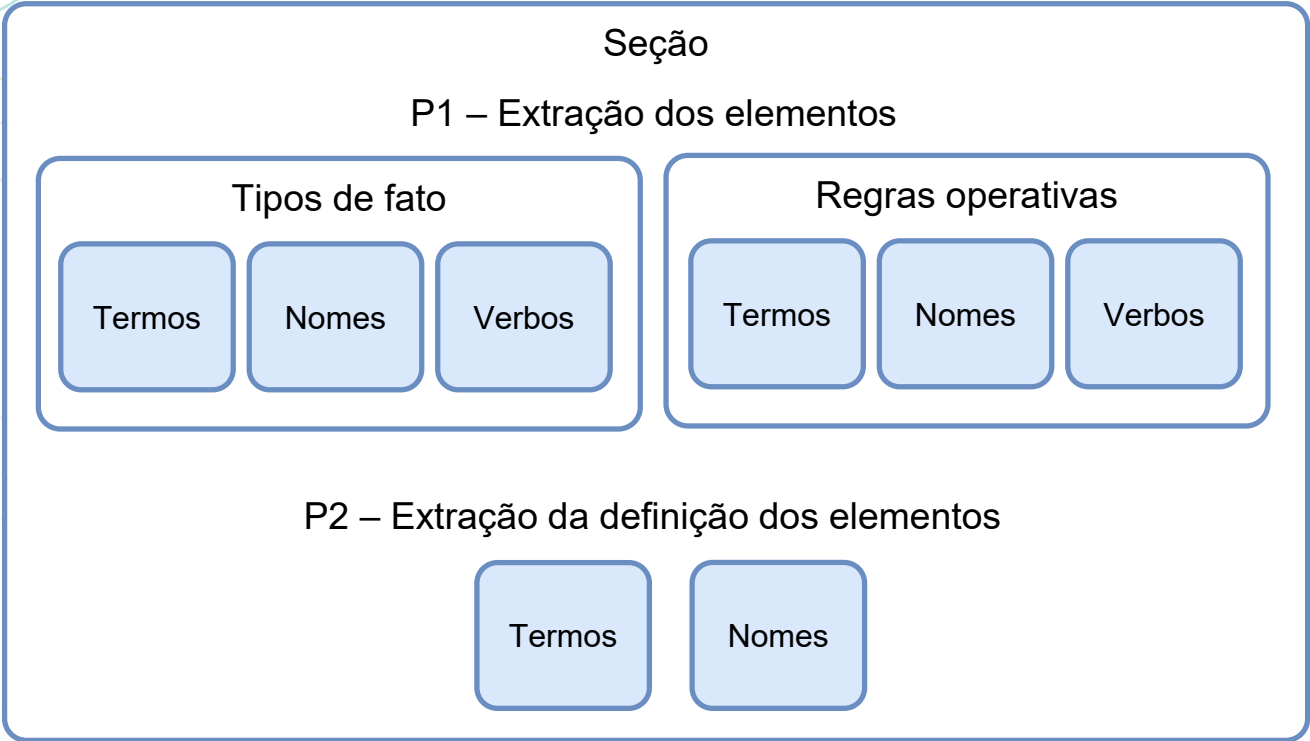 Seção
P1 – Extração dos elementos
Tipos de fato
Termos
Nomes
Verbos
Regras operativas
Termos
Nomes
Verbos
P2 – Extração da definição dos elementos
Termos
Nomes